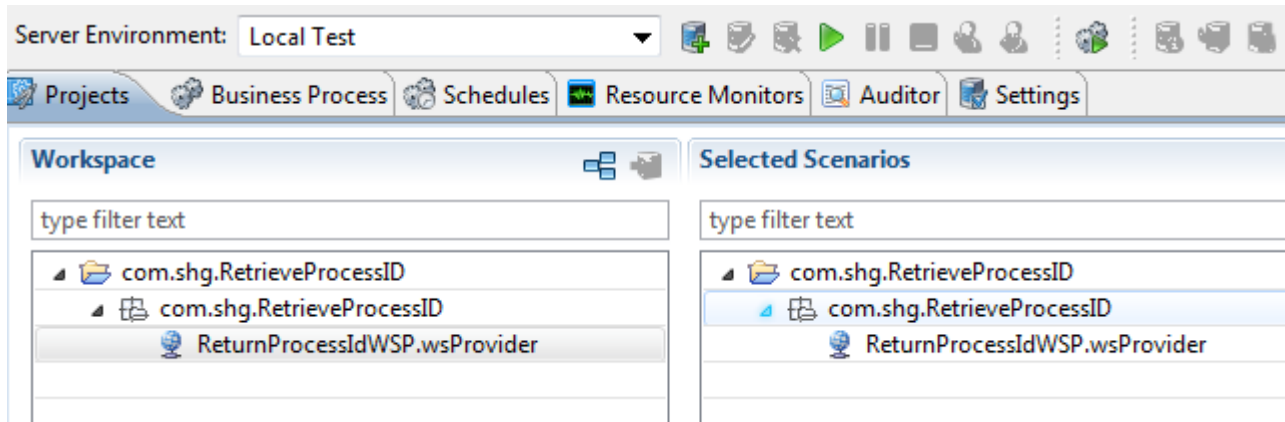 Server Environment: Local Test
Projects Business Process Schedules Resource Monitors Auditor Settings
Workspace
type filter text
com.shg.RetrieveProcessID
com.shg.RetrieveProcessID
ReturnProcessIdWSP.wsProvider
Selected Scenarios
type filter text
com.shg.RetrieveProcessID
com.shg.RetrieveProcessID
ReturnProcessIdWSP.wsProvider